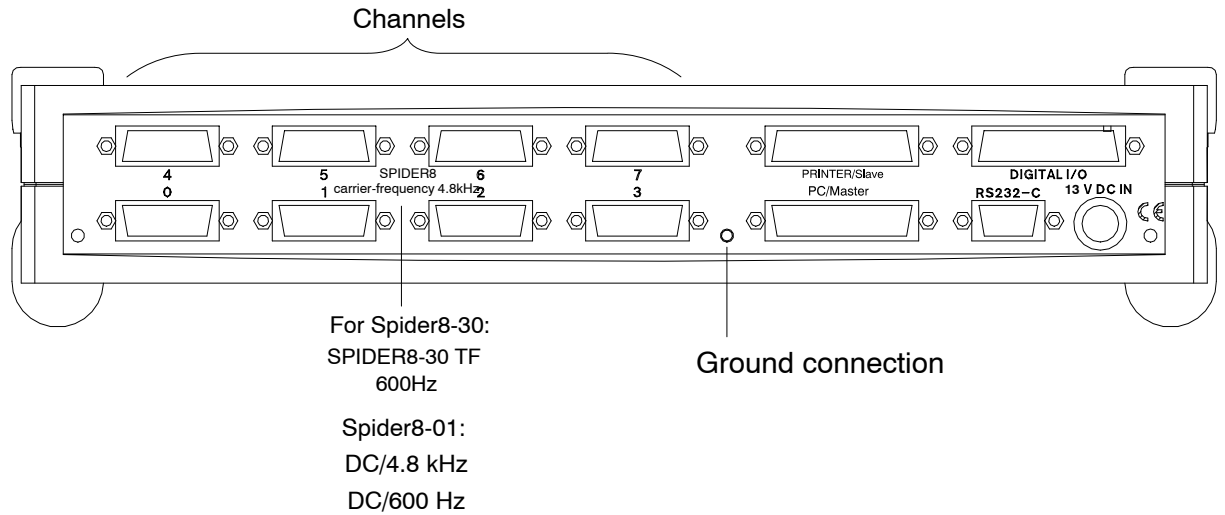 Channels
4 5 SPIDER8 6 7 PRINTER/Slave DIGITAL I/O
0 1 carrier-frequency 4.8kHz 2 3 PC/Master RS232-C 13 V DC IN
CE
For Spider8-30:
SPIDER8-30 TF
600Hz
Ground connection
Spider8-01:
DC/4.8 kHz
DC/600 Hz